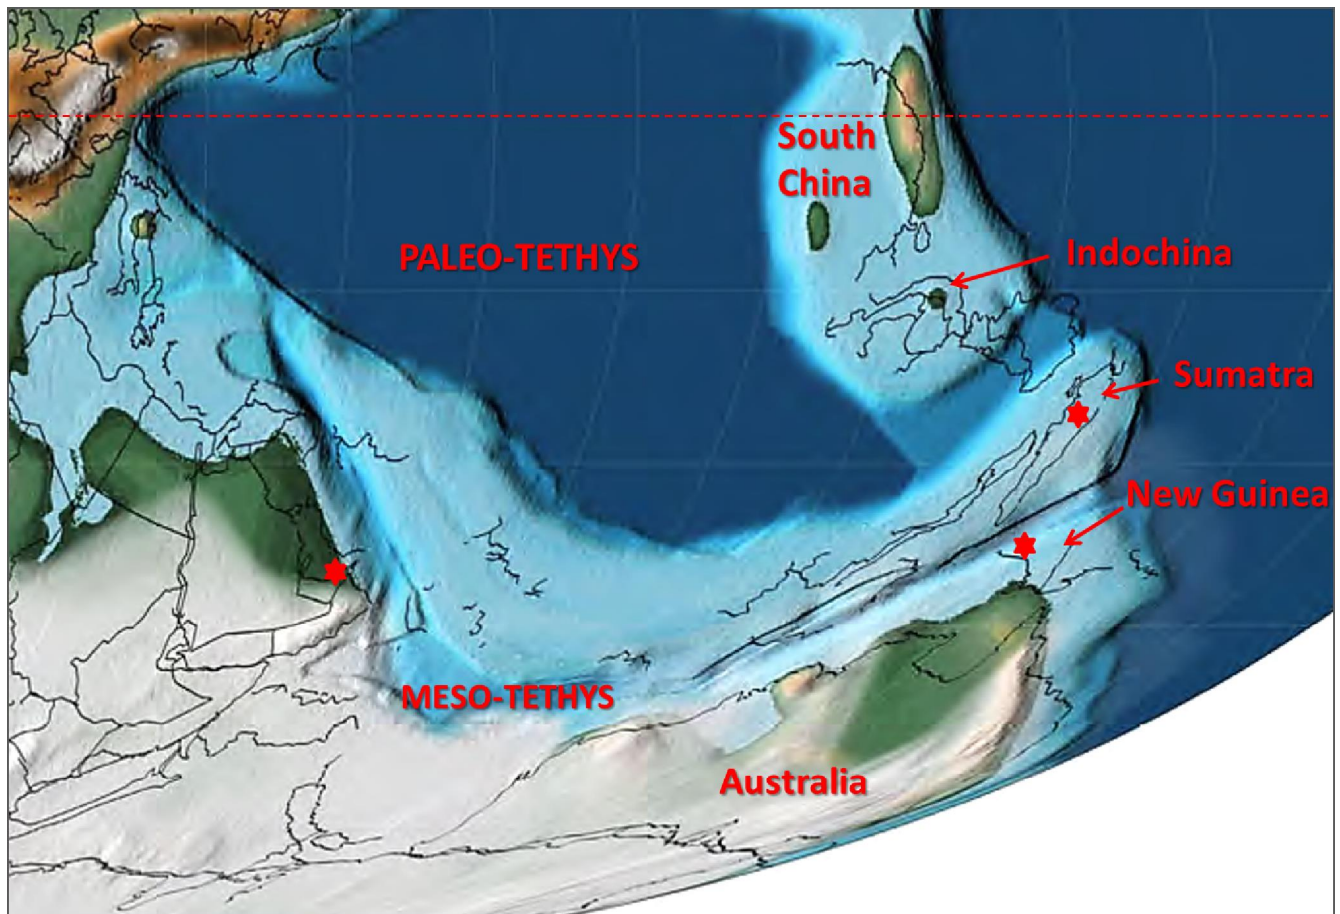 South
China
PALEO-TETHYS
Indochina
Sumatra
New Guinea
MESO-TETHYS
Australia